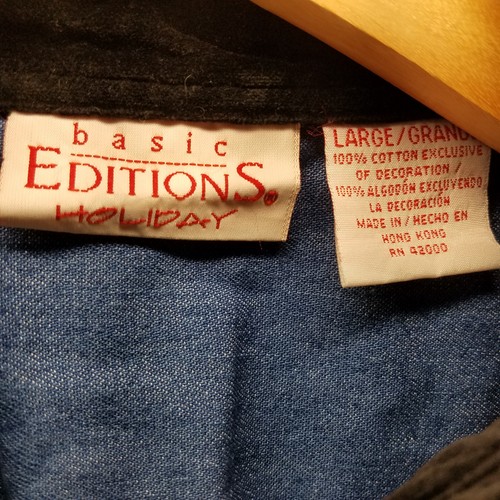 basic
EDITIONS®
HOLIDAY
LARGE/GRAND
100% COTTON EXCLUSIVE
OF DECORATION /
100% ALGODÓN EXCLUYENDO
LA DECORACIÓN
MADE IN / HECHO EN
HONG KONG
RN 42000